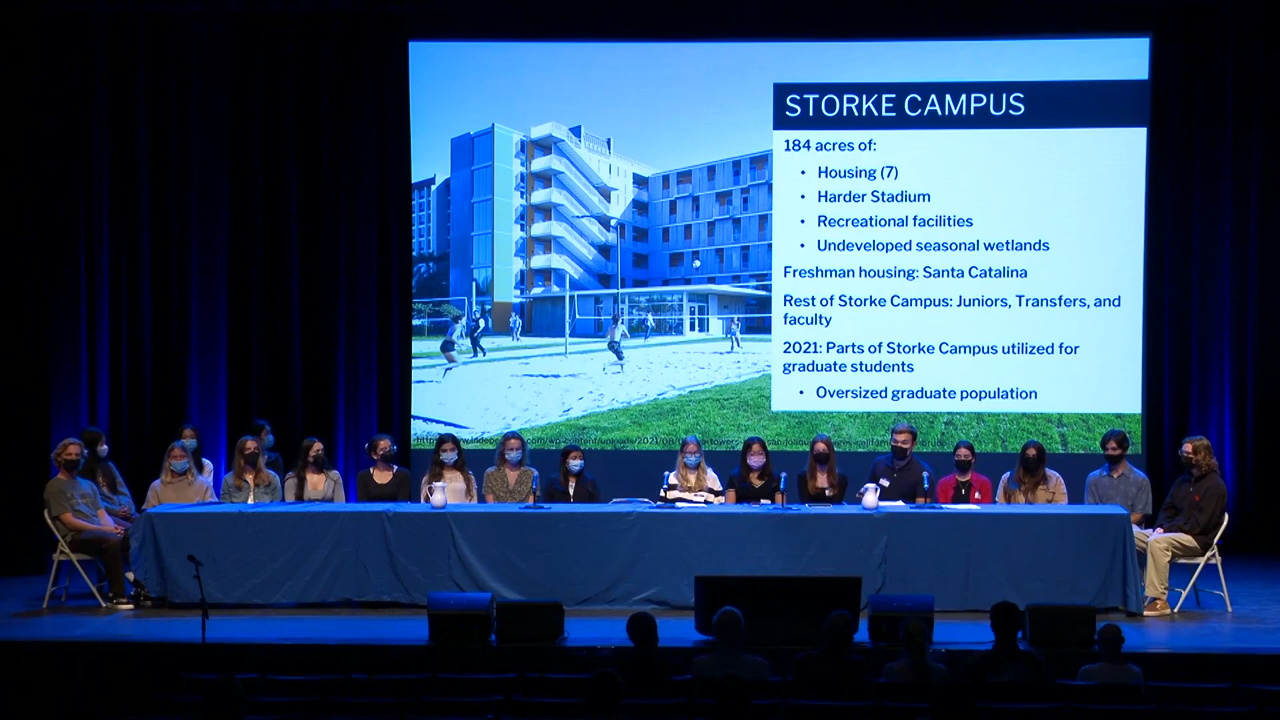 STORKE CAMPUS
184 acres of:
• Housing (7)
• Harder Stadium
• Recreational facilities
• Undeveloped seasonal wetlands
Freshman housing: Santa Catalina
Rest of Storke Campus: Juniors, Transfers, and
faculty
2021: Parts of Storke Campus utilized for
graduate students
• Oversized graduate population